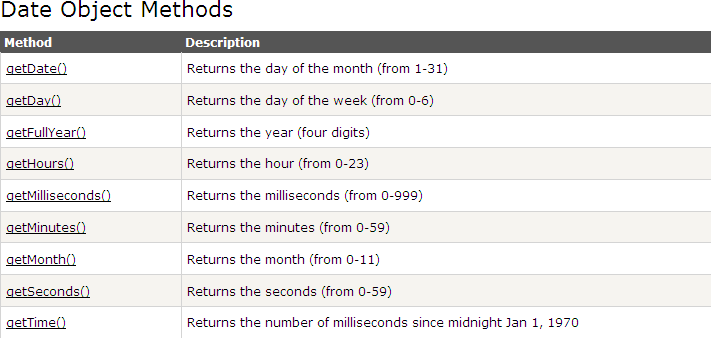 Date Object Methods
Method Description
getDate() Returns the day of the month (from 1-31)
getDay() Returns the day of the week (from 0-6)
getFullYear() Returns the year (four digits)
getHours() Returns the hour (from 0-23)
getMilliseconds() Returns the milliseconds (from 0-999)
getMinutes() Returns the minutes (from 0-59)
getMonth() Returns the month (from 0-11)
getSeconds() Returns the seconds (from 0-59)
getTime() Returns the number of milliseconds since midnight Jan 1, 1970